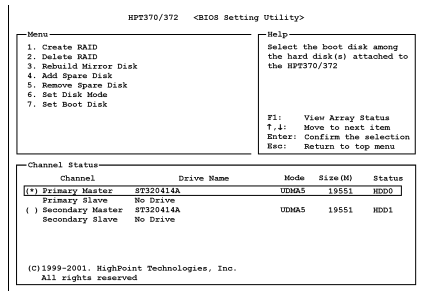 HPT370/372 <BIOS Setting Utility>
Menu
1. Create RAID
2. Delete RAID
3. Rebuild Mirror Disk
4. Add Spare Disk
5. Remove Spare Disk
6. Set Disk Mode
7. Set Boot Disk
Help
Select the boot disk among
the hard disk(s) attached to
the HPT370/372
F1: View Array Status
↑,↓: Move to next item
Enter: Confirm the selection
Esc: Return to top menu
Channel Status
Channel Drive Name Mode Size(M) Status
(*) Primary Master ST320414A UDMA5 19551 HDD0
Primary Slave No Drive
( ) Secondary Master ST320414A UDMA5 19551 HDD1
Secondary Slave No Drive
(C)1999-2001. HighPoint Technologies, Inc.
All rights reserved